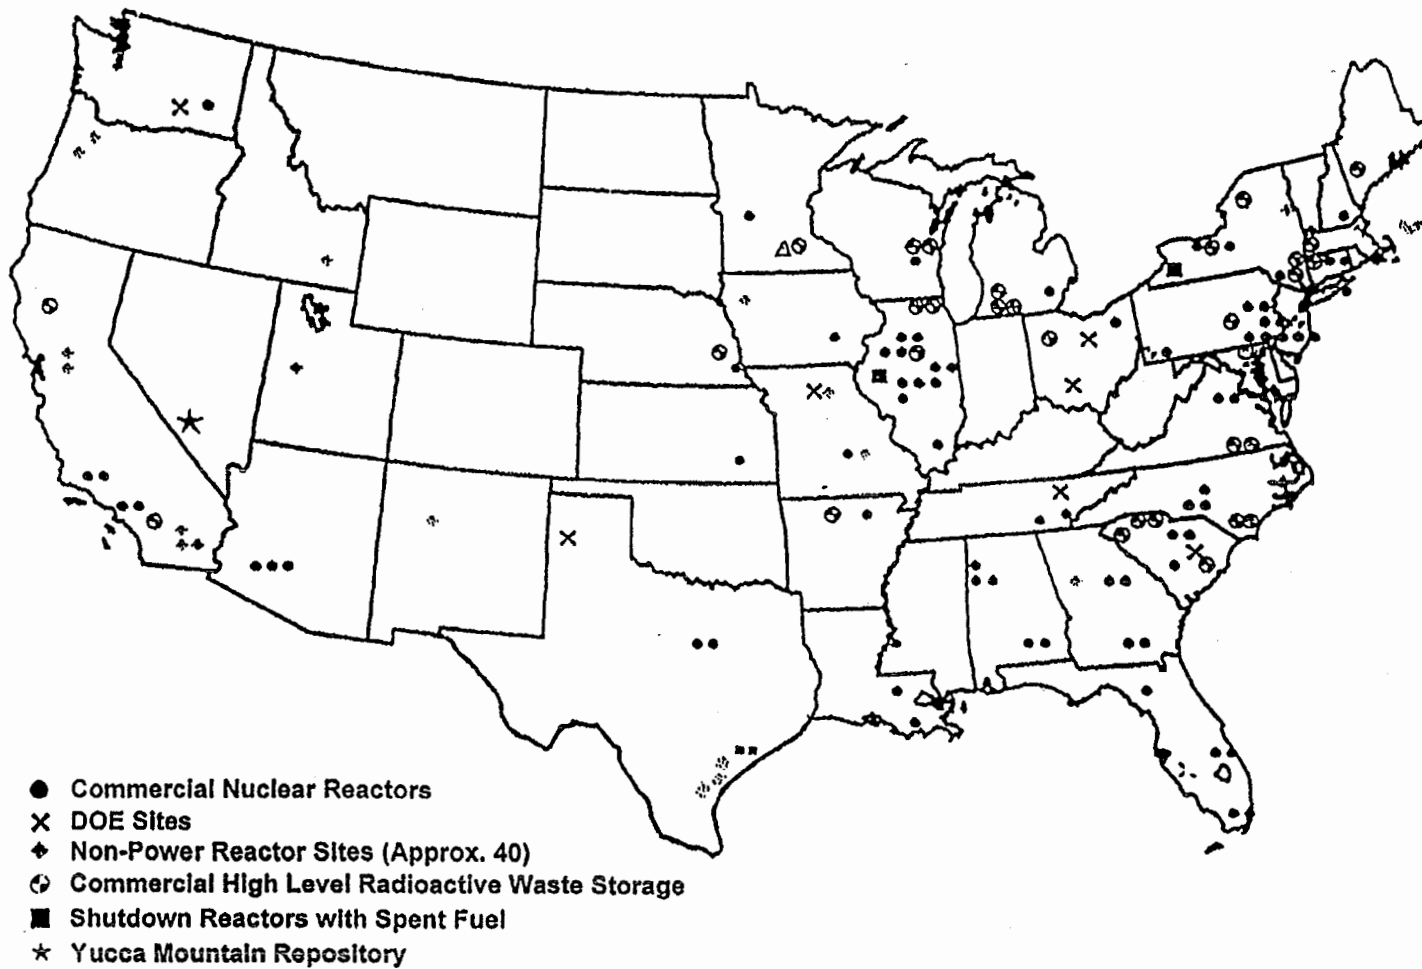 Commercial Nuclear Reactors
DOE Sites
Non-Power Reactor Sites (Approx. 40)
Commercial High Level Radioactive Waste Storage
Shutdown Reactors with Spent Fuel
Yucca Mountain Repository